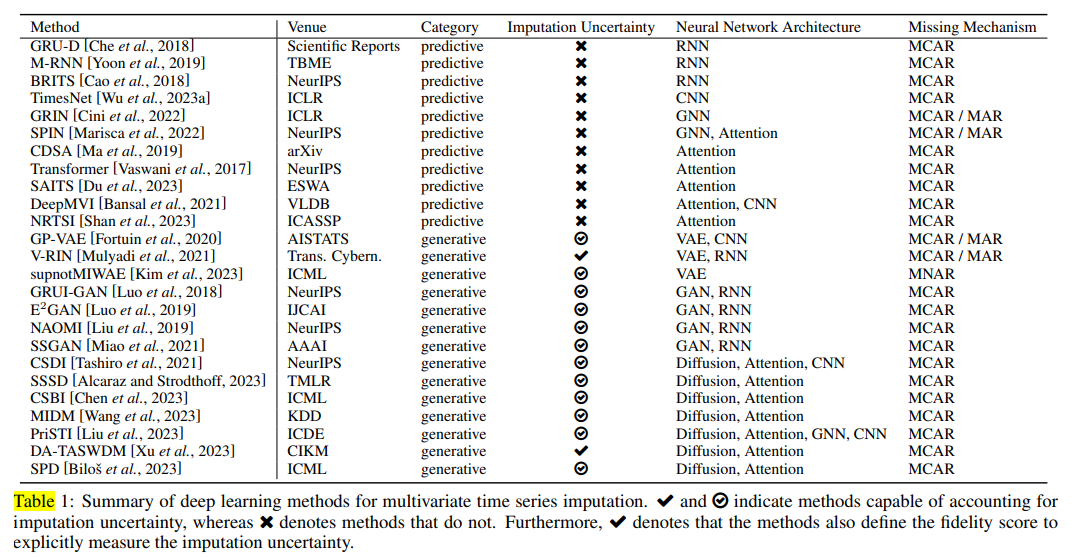 Method Venue Category Imputation Uncertainty Neural Network Architecture Missing Mechanism
GRU-D [Che et al., 2018] Scientific Reports predictive ✖ RNN MCAR
M-RNN [Yoon et al., 2019] TBME predictive ✖ RNN MCAR
BRITS [Cao et al., 2018] NeurIPS predictive ✖ RNN MCAR
TimesNet [Wu et al., 2023a] ICLR predictive ✖ CNN MCAR
GRIN [Cini et al., 2022] ICLR predictive ✖ GNN MCAR / MAR
SPIN [Marisca et al., 2022] NeurIPS predictive ✖ GNN, Attention MCAR / MAR
CDSA [Ma et al., 2019] arXiv predictive ✖ Attention MCAR
Transformer [Vaswani et al., 2017] NeurIPS predictive ✖ Attention MCAR
SAITS [Du et al., 2023] ESWA predictive ✖ Attention MCAR
DeepMVI [Bansal et al., 2021] VLDB predictive ✖ Attention, CNN MCAR
NRTSI [Shan et al., 2023] ICASSP predictive ✖ Attention MCAR
GP-VAE [Fortuin et al., 2020] AISTATS generative ⊘ VAE, CNN MCAR / MAR
V-RIN [Mulyadi et al., 2021] Trans. Cybern. generative ✔ VAE, RNN MCAR / MAR
supnotMIWAE [Kim et al., 2023] ICML generative ⊘ VAE MNAR
GRUI-GAN [Luo et al., 2018] NeurIPS generative ⊘ GAN, RNN MCAR
E²GAN [Luo et al., 2019] IJCAI generative ⊘ GAN, RNN MCAR
NAOMI [Liu et al., 2019] NeurIPS generative ⊘ GAN, RNN MCAR
SSGAN [Miao et al., 2021] AAAI generative ⊘ GAN, RNN MCAR
CSDI [Tashiro et al., 2021] NeurIPS generative ⊘ Diffusion, Attention, CNN MCAR
SSSD [Alcaraz and Strodthoff, 2023] TMLR generative ⊘ Diffusion, Attention MCAR
CSBI [Chen et al., 2023] ICML generative ⊘ Diffusion, Attention MCAR
MIDM [Wang et al., 2023] KDD generative ⊘ Diffusion, Attention MCAR
PriSTI [Liu et al., 2023] ICDE generative ⊘ Diffusion, Attention, GNN, CNN MCAR
DA-TASWDM [Xu et al., 2023] CIKM generative ✔ Diffusion, Attention MCAR
SPD [Biloš et al., 2023] ICML generative ⊘ Diffusion, Attention MCAR
Table 1: Summary of deep learning methods for multivariate time series imputation. ✔ and ⊘ indicate methods capable of accounting for
imputation uncertainty, whereas ✖ denotes methods that do not. Furthermore, ✔ denotes that the methods also define the fidelity score to
explicitly measure the imputation uncertainty.